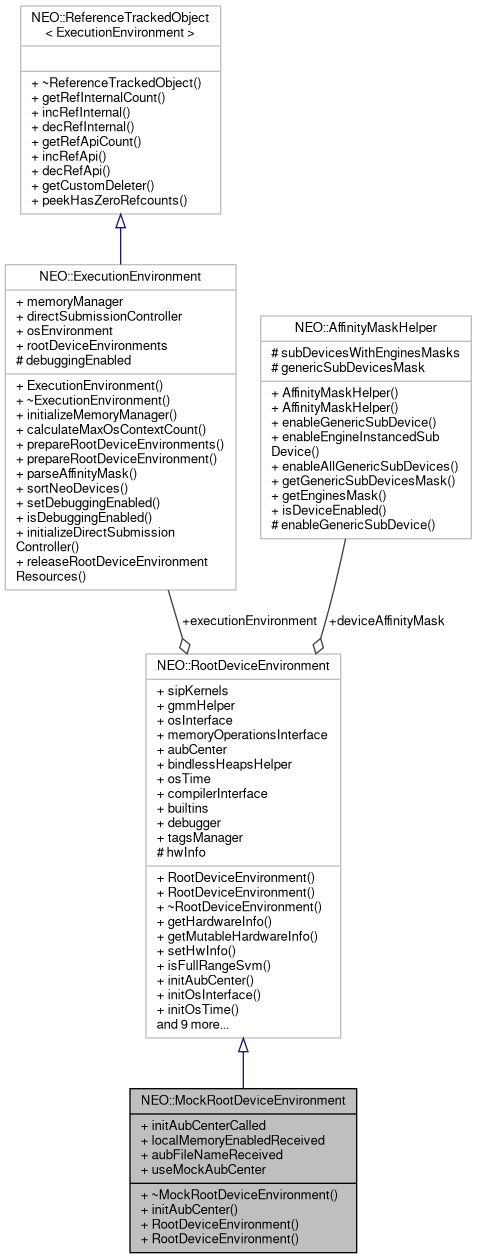 NEO::ReferenceTrackedObject
< ExecutionEnvironment >
+ ~ReferenceTrackedObject()
+ getRefInternalCount()
+ incRefInternal()
+ decRefInternal()
+ getRefApiCount()
+ incRefApi()
+ decRefApi()
+ getCustomDeleter()
+ peekHasZeroRefcounts()
NEO::ExecutionEnvironment
+ memoryManager
+ directSubmissionController
+ osEnvironment
+ rootDeviceEnvironments
# debuggingEnabled
+ ExecutionEnvironment()
+ ~ExecutionEnvironment()
+ initializeMemoryManager()
+ calculateMaxOsContextCount()
+ prepareRootDeviceEnvironments()
+ prepareRootDeviceEnvironment()
+ parseAffinityMask()
+ sortNeoDevices()
+ setDebuggingEnabled()
+ isDebuggingEnabled()
+ initializeDirectSubmission
Controller()
+ releaseRootDeviceEnvironment
Resources()
NEO::AffinityMaskHelper
# subDevicesWithEnginesMasks
# genericSubDevicesMask
+ AffinityMaskHelper()
+ AffinityMaskHelper()
+ enableGenericSubDevice()
+ enableEngineInstancedSub
Device()
+ enableAllGenericSubDevices()
+ getGenericSubDevicesMask()
+ getEnginesMask()
+ isDeviceEnabled()
# enableGenericSubDevice()
+executionEnvironment
+deviceAffinityMask
NEO::RootDeviceEnvironment
+ sipKernels
+ gmmHelper
+ osInterface
+ memoryOperationsInterface
+ aubCenter
+ bindlessHeapsHelper
+ osTime
+ compilerInterface
+ builtins
+ debugger
+ tagsManager
# hwInfo
+ RootDeviceEnvironment()
+ RootDeviceEnvironment()
+ ~RootDeviceEnvironment()
+ getHardwareInfo()
+ getMutableHardwareInfo()
+ setHwInfo()
+ isFullRangeSvm()
+ initAubCenter()
+ initOsInterface()
+ initOsTime()
and 9 more...
NEO::MockRootDeviceEnvironment
+ initAubCenterCalled
+ localMemoryEnabledReceived
+ aubFileNameReceived
+ useMockAubCenter
+ ~MockRootDeviceEnvironment()
+ initAubCenter()
+ RootDeviceEnvironment()
+ RootDeviceEnvironment()